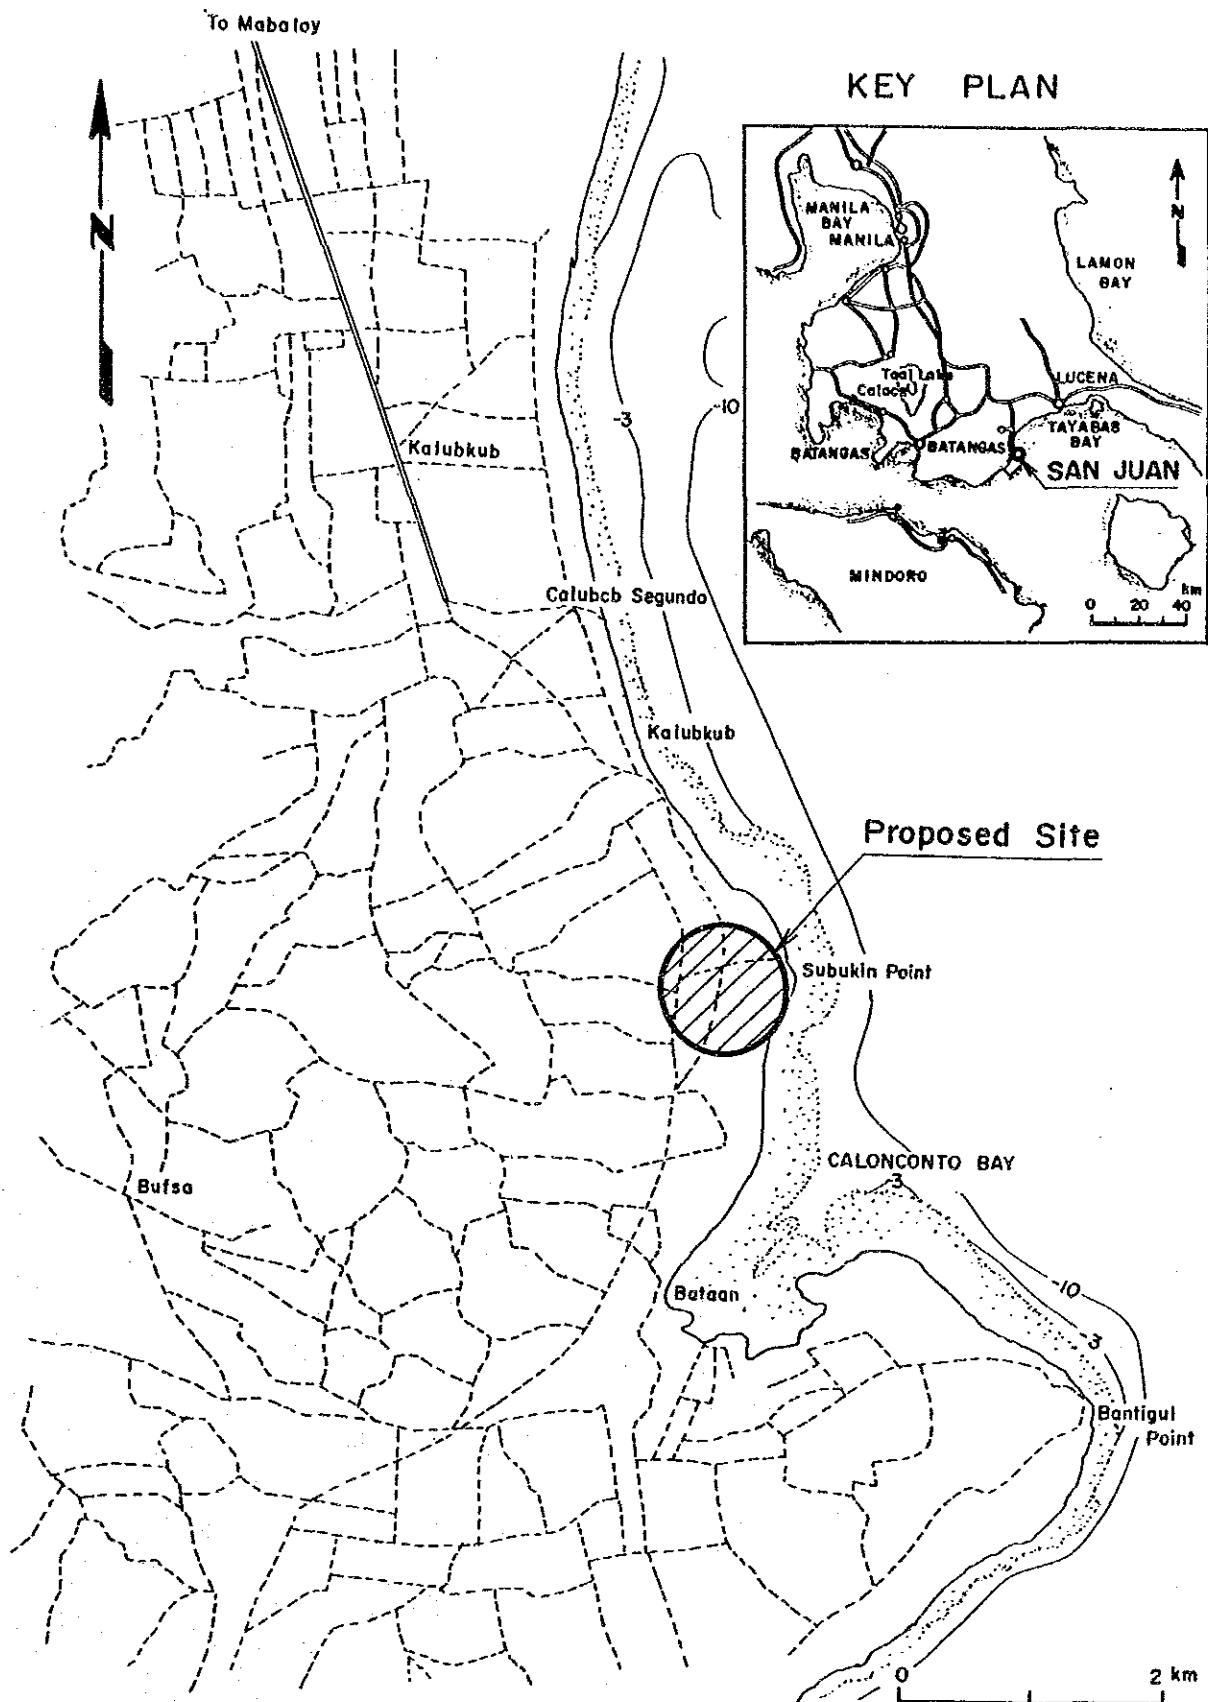 To Mabaloy
N
KEY PLAN
MANILA
BAY
MANILA
N
LAMON
BAY
Taal Lake
Calaca
LUCENA
TAYABAS
BAY
BATANGAS
BATANGAS
SAN JUAN
MINDORO
km
0 20 40
-3
-10
Kalubkub
Calubcb Segundo
Kalubkub
Proposed Site
Subukin Point
CALONCONTO BAY
3
Bufsa
Bataan
-10
-3
Bantigul
Point
0 2 km